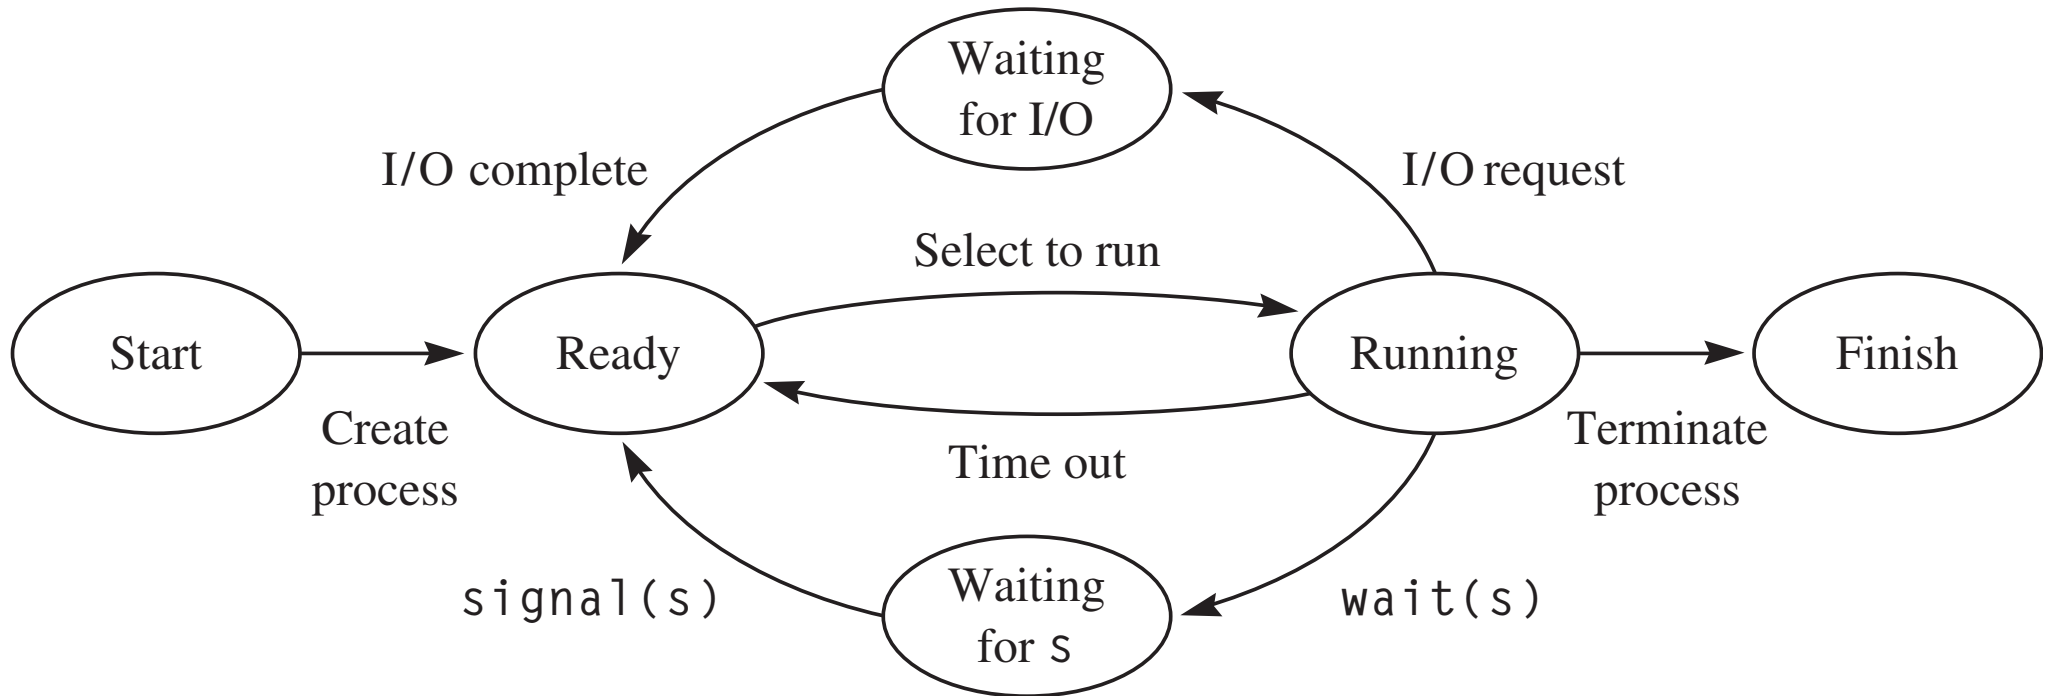 Waiting
for I/O
I/O complete
I/O request
Select to run
Start
Ready
Running
Finish
Create
process
Time out
Terminate
process
signal(s)
Waiting
for s
wait(s)